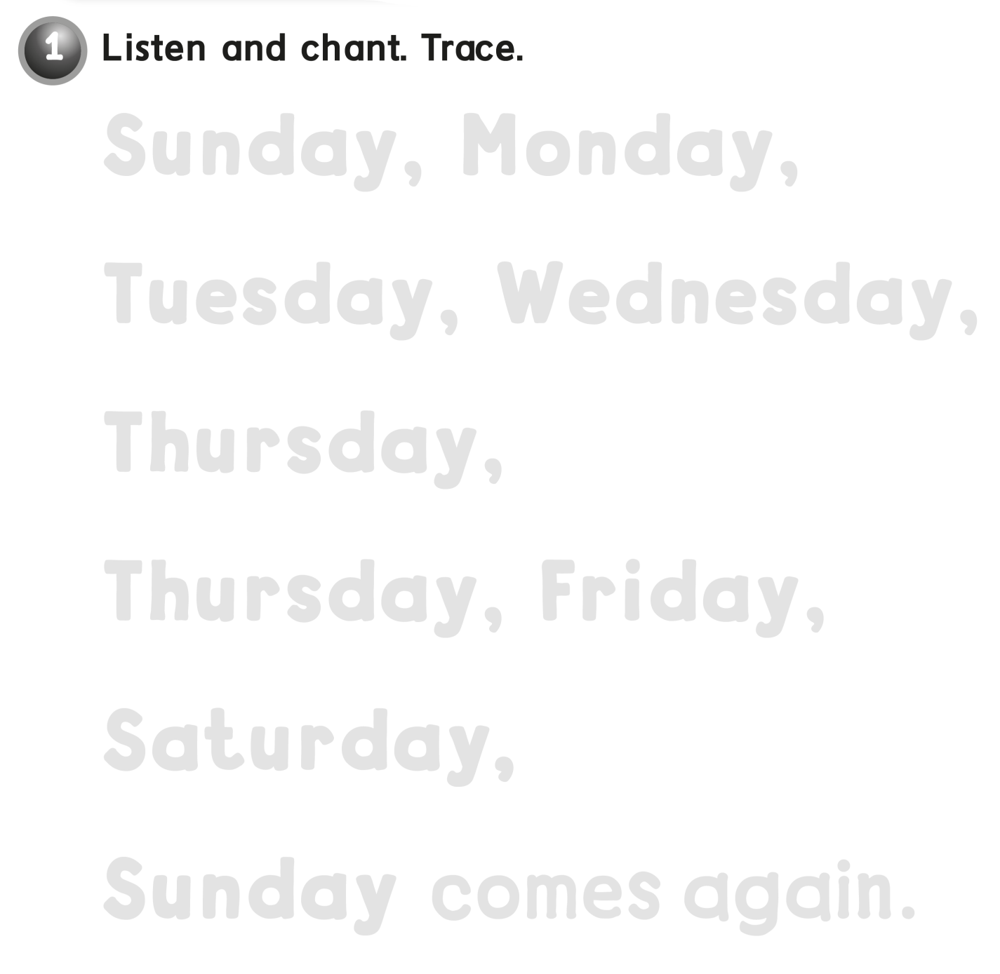 1 Listen and chant. Trace.
Sunday, Monday,
Tuesday, Wednesday,
Thursday,
Thursday, Friday,
Saturday,
Sunday comes again.